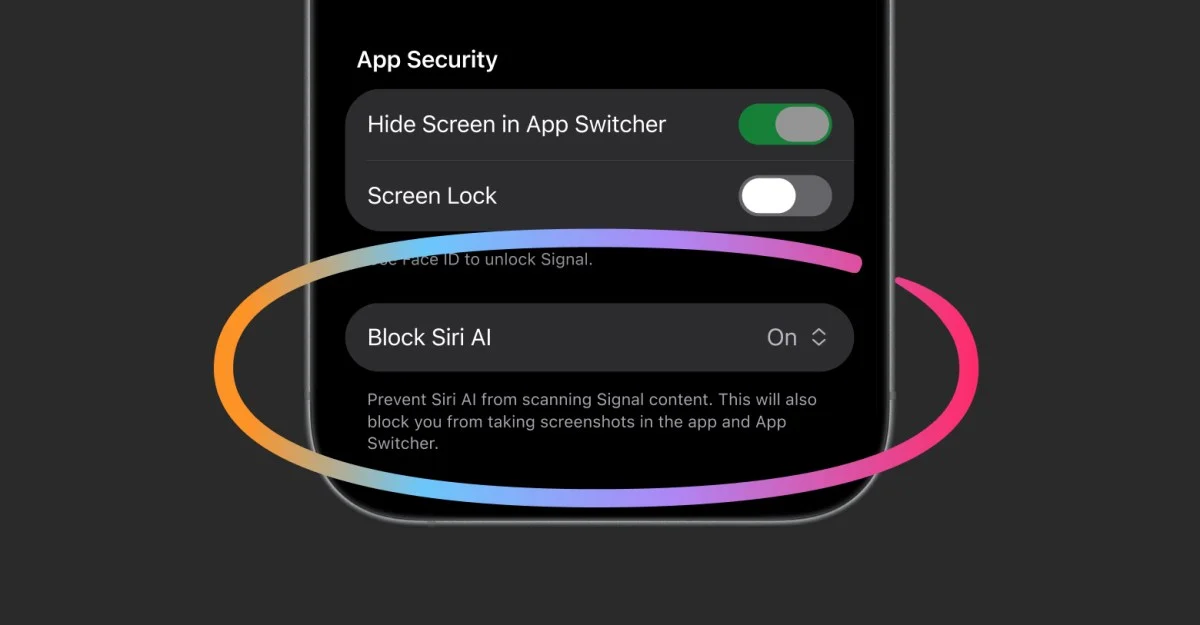 App Security
Hide Screen in App Switcher
Screen Lock
Face ID to unlock Signal.
Block Siri AI On
Prevent Siri AI from scanning Signal content. This will also
block you from taking screenshots in the app and App
Switcher.